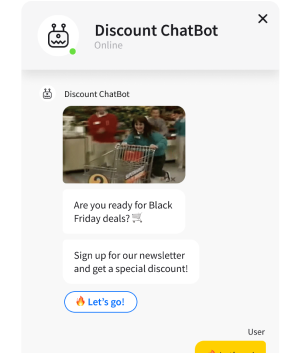 Discount ChatBot
Online
Discount ChatBot
Are you ready for Black
Friday deals? 🛒
Sign up for our newsletter
and get a special discount!
🔥 Let's go!
User